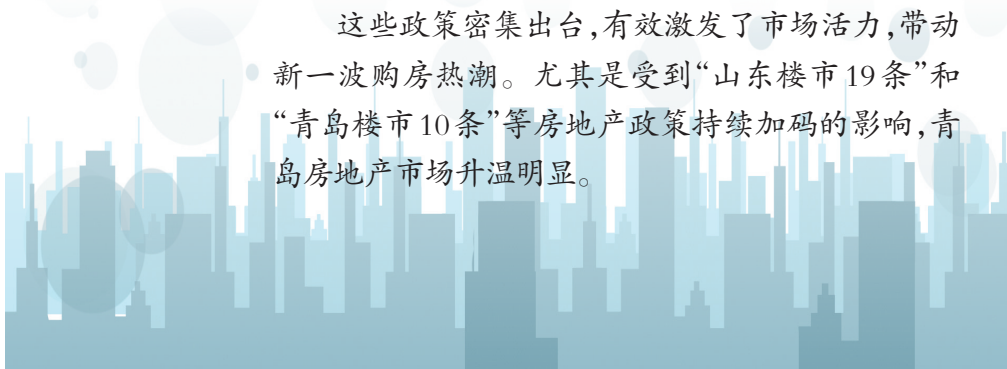 这些政策密集出台，有效激发了市场活力，带动
新一波购房热潮。尤其是受到“山东楼市19条”和
“青岛楼市10条”等房地产政策持续加码的影响，青
岛房地产市场升温明显。